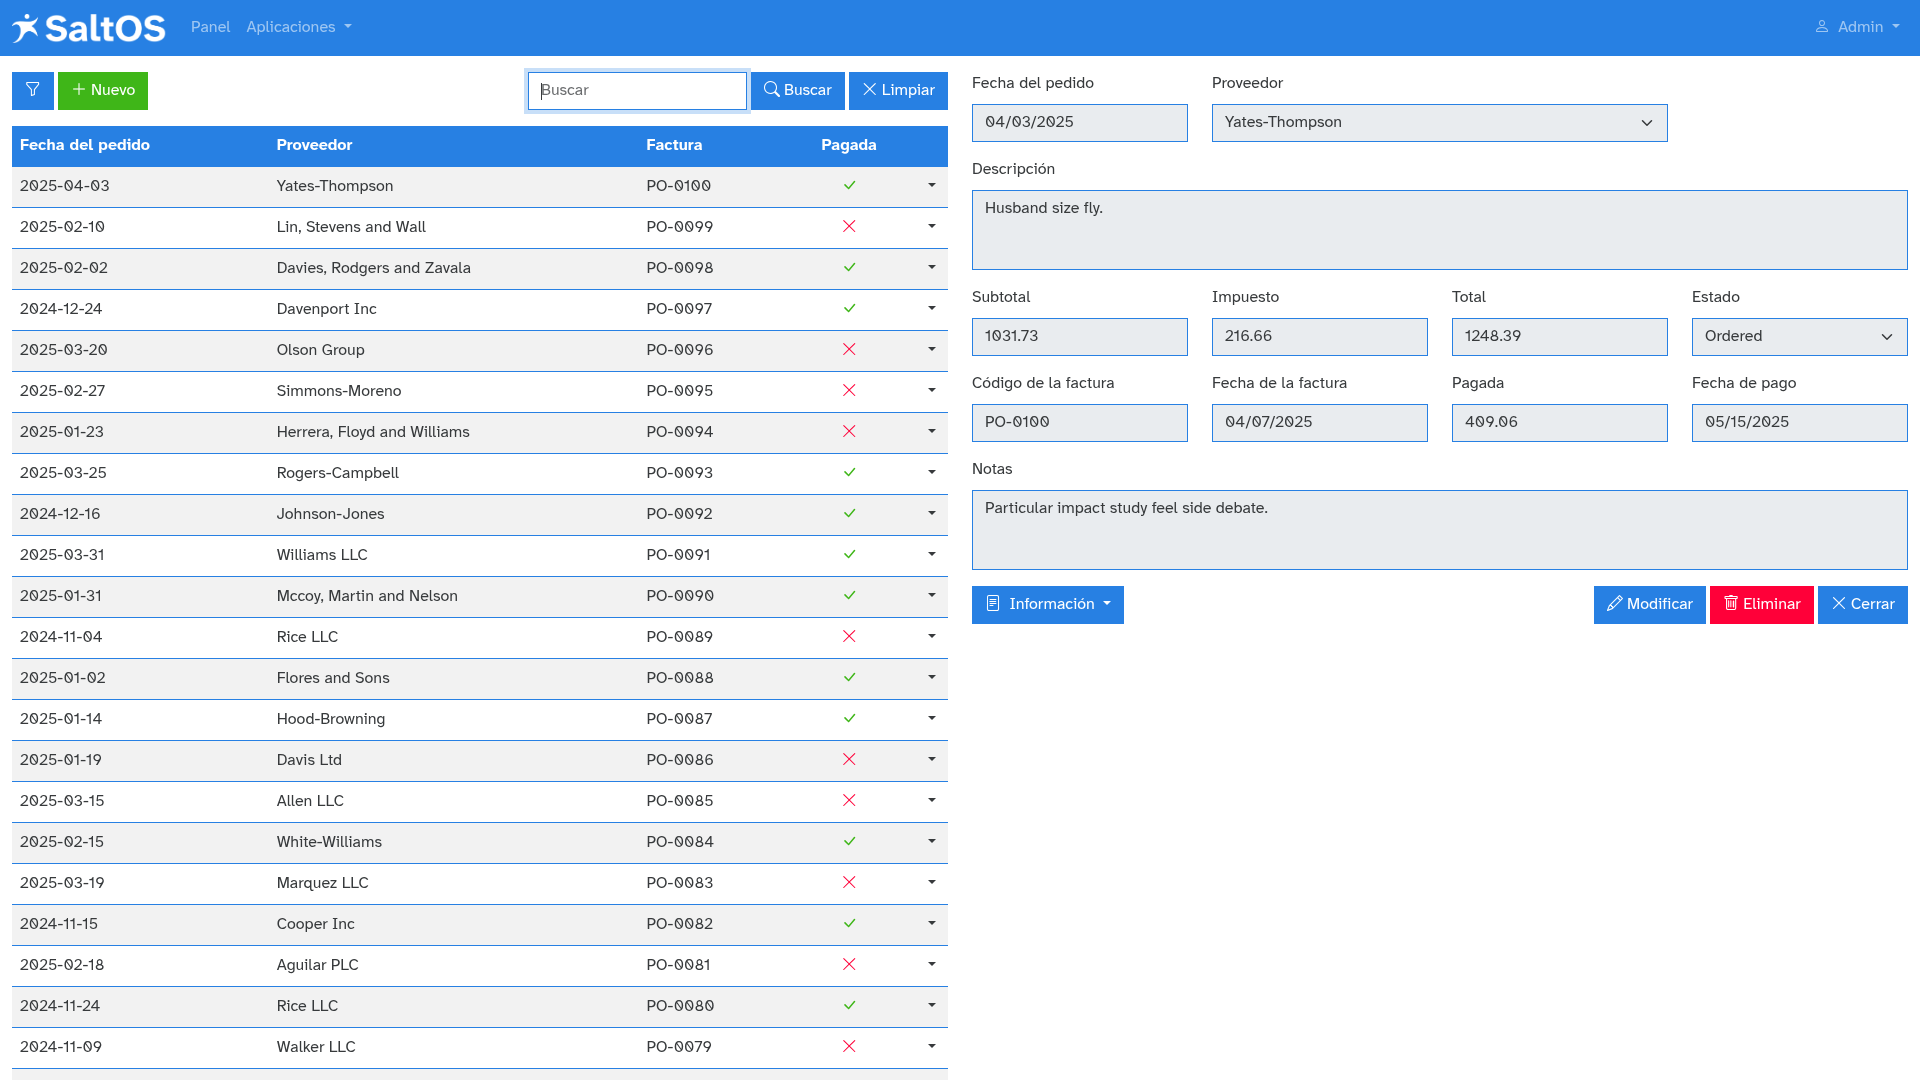 SaltOS Panel Aplicaciones Admin
Nuevo Buscar Buscar Limpiar
Fecha del pedido Proveedor Factura Pagada
2025-04-03 Yates-Thompson PO-0100
2025-02-10 Lin, Stevens and Wall PO-0099
2025-02-02 Davies, Rodgers and Zavala PO-0098
2024-12-24 Davenport Inc PO-0097
2025-03-20 Olson Group PO-0096
2025-02-27 Simmons-Moreno PO-0095
2025-01-23 Herrera, Floyd and Williams PO-0094
2025-03-25 Rogers-Campbell PO-0093
2024-12-16 Johnson-Jones PO-0092
2025-03-31 Williams LLC PO-0091
2025-01-31 Mccoy, Martin and Nelson PO-0090
2024-11-04 Rice LLC PO-0089
2025-01-02 Flores and Sons PO-0088
2025-01-14 Hood-Browning PO-0087
2025-01-19 Davis Ltd PO-0086
2025-03-15 Allen LLC PO-0085
2025-02-15 White-Williams PO-0084
2025-03-19 Marquez LLC PO-0083
2024-11-15 Cooper Inc PO-0082
2025-02-18 Aguilar PLC PO-0081
2024-11-24 Rice LLC PO-0080
2024-11-09 Walker LLC PO-0079
Fecha del pedido Proveedor
04/03/2025 Yates-Thompson
Descripción
Husband size fly.
Subtotal Impuesto Total Estado
1031.73 216.66 1248.39 Ordered
Código de la factura Fecha de la factura Pagada Fecha de pago
PO-0100 04/07/2025 409.06 05/15/2025
Notas
Particular impact study feel side debate.
Información Modificar Eliminar Cerrar